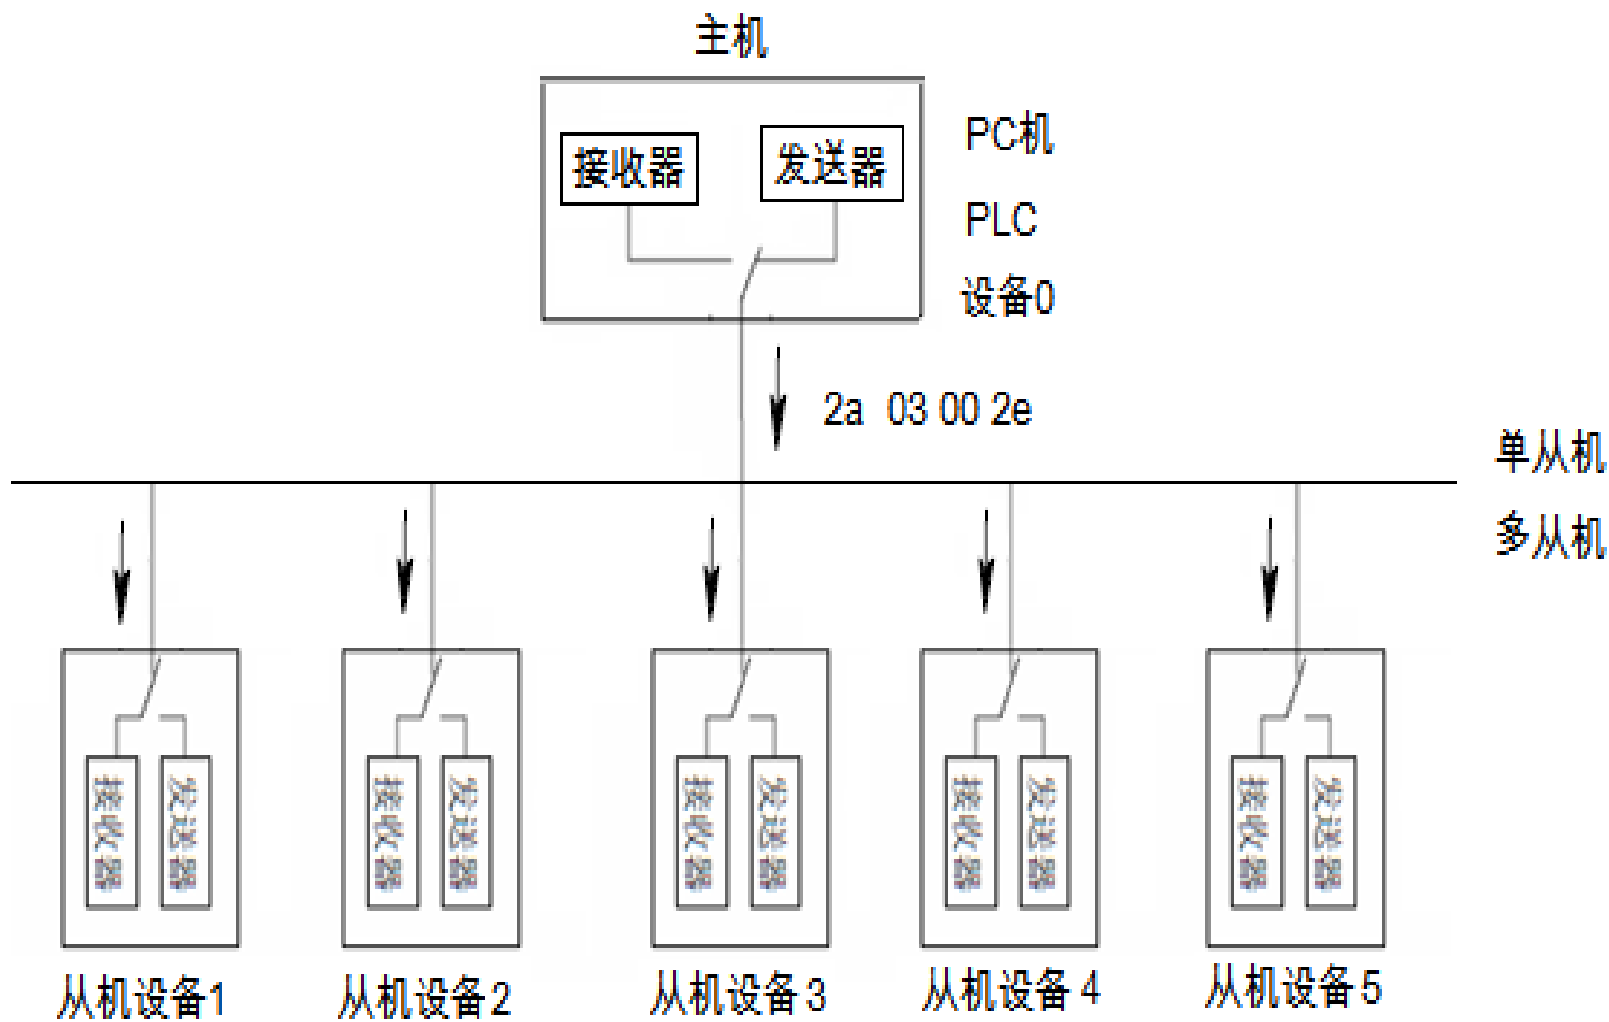 主机
接收器
发送器
PC机
PLC
设备0
2a 03 00 2e
单从机
多从机
接收器
发送器
接收器
发送器
接收器
发送器
接收器
发送器
接收器
发送器
从机设备1
从机设备2
从机设备3
从机设备4
从机设备5